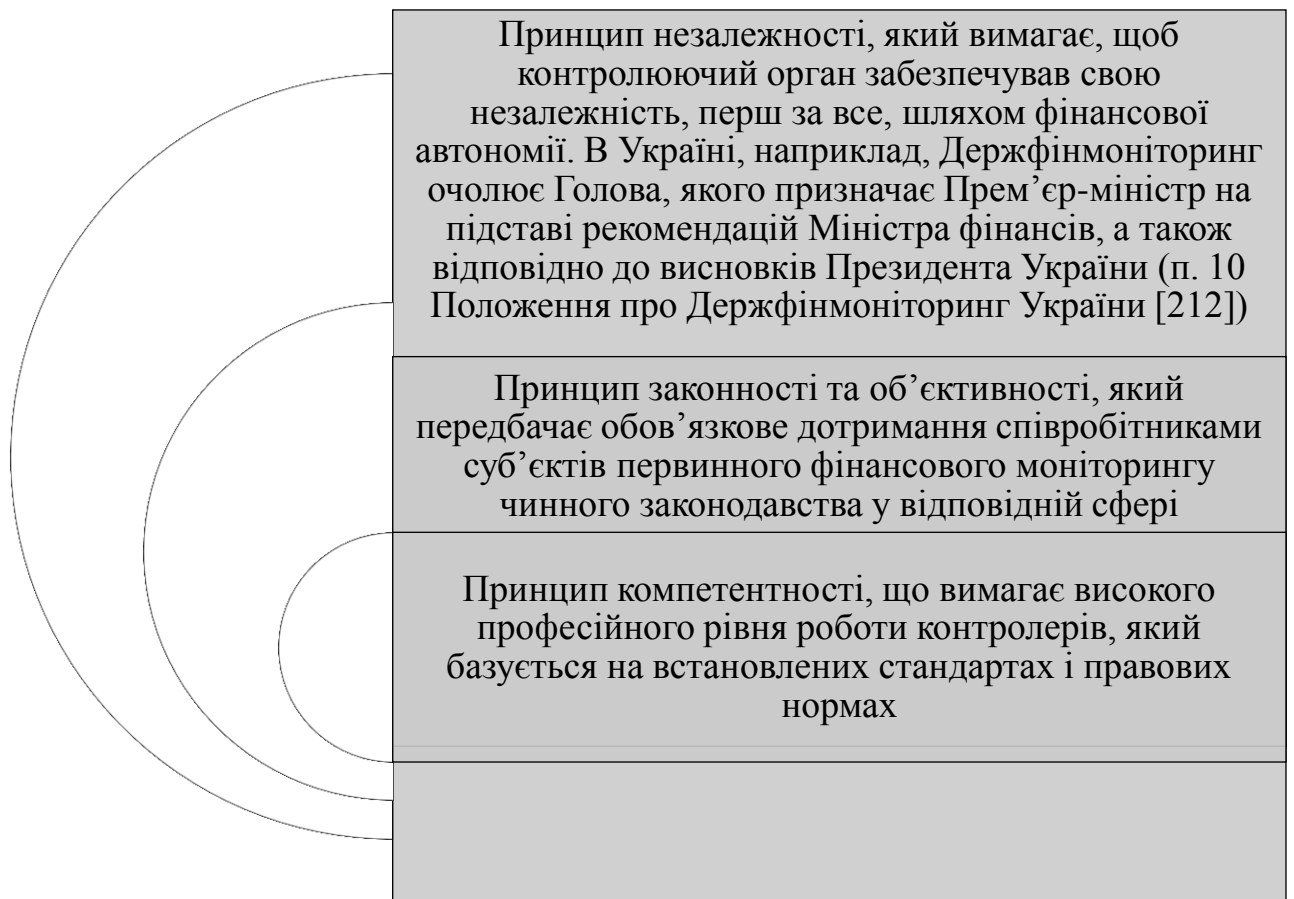 Принцип незалежності, який вимагає, щоб
контролюючий орган забезпечував свою
незалежність, перш за все, шляхом фінансової
автономії. В Україні, наприклад, Держфінмоніторинг
очолює Голова, якого призначає Прем’єр-міністр на
підставі рекомендацій Міністра фінансів, а також
відповідно до висновків Президента України (п. 10
Положення про Держфінмоніторинг України [212])
Принцип законності та об’єктивності, який
передбачає обов’язкове дотримання співробітниками
суб’єктів первинного фінансового моніторингу
чинного законодавства у відповідній сфері
Принцип компетентності, що вимагає високого
професійного рівня роботи контролерів, який
базується на встановлених стандартах і правових
нормах